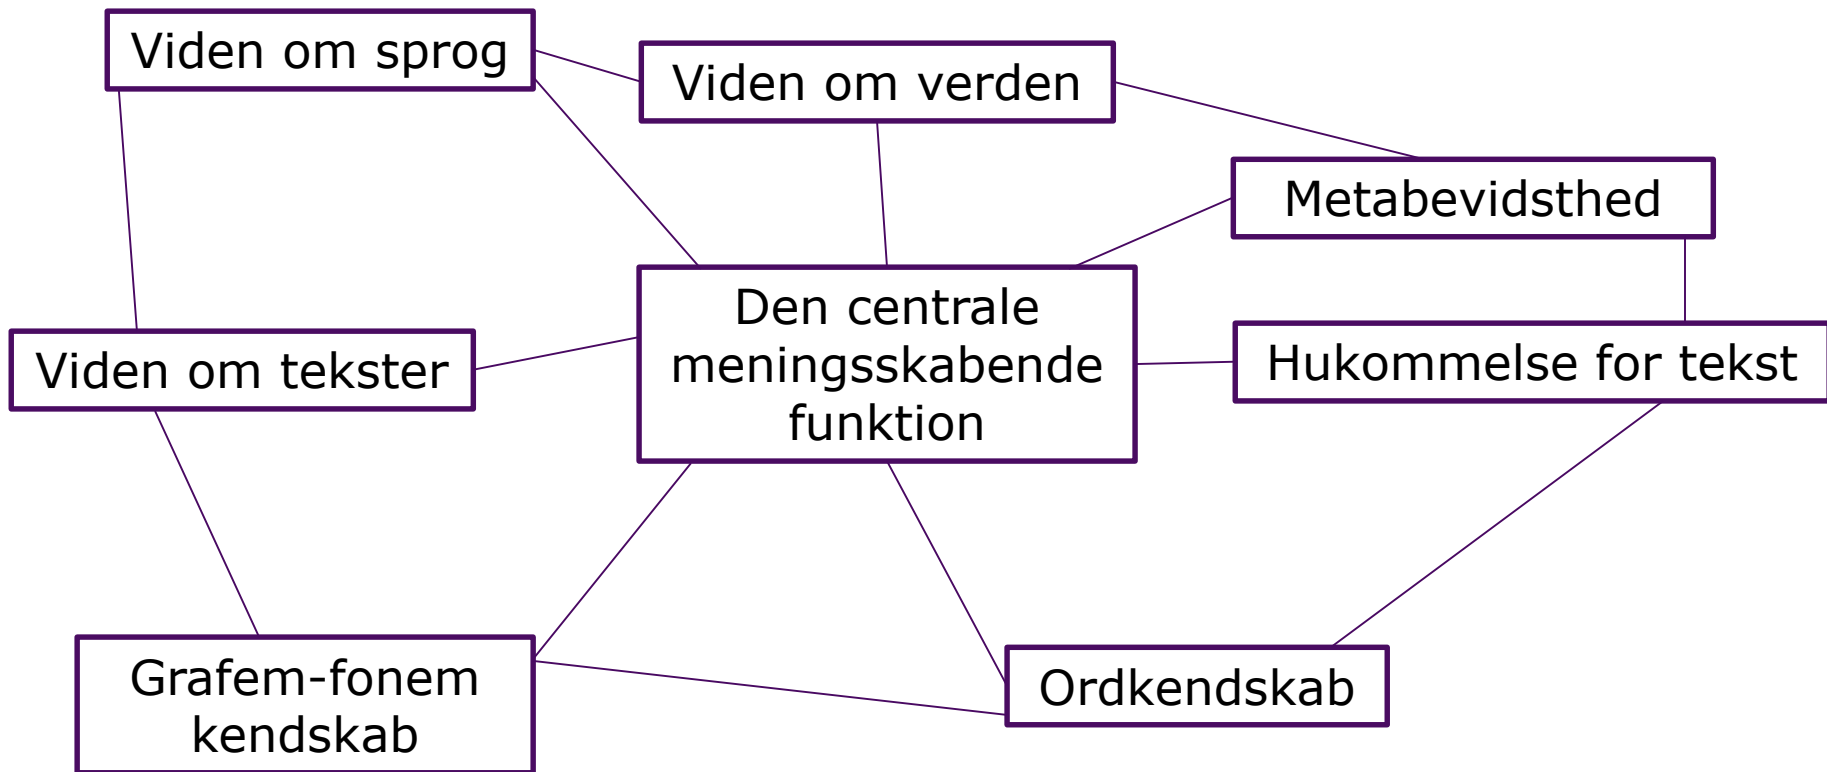 Viden om sprog
Viden om verden
Metabevidsthed
Den centrale
meningsskabende
funktion
Viden om tekster
Hukommelse for tekst
Grafem-fonem
kendskab
Ordkendskab